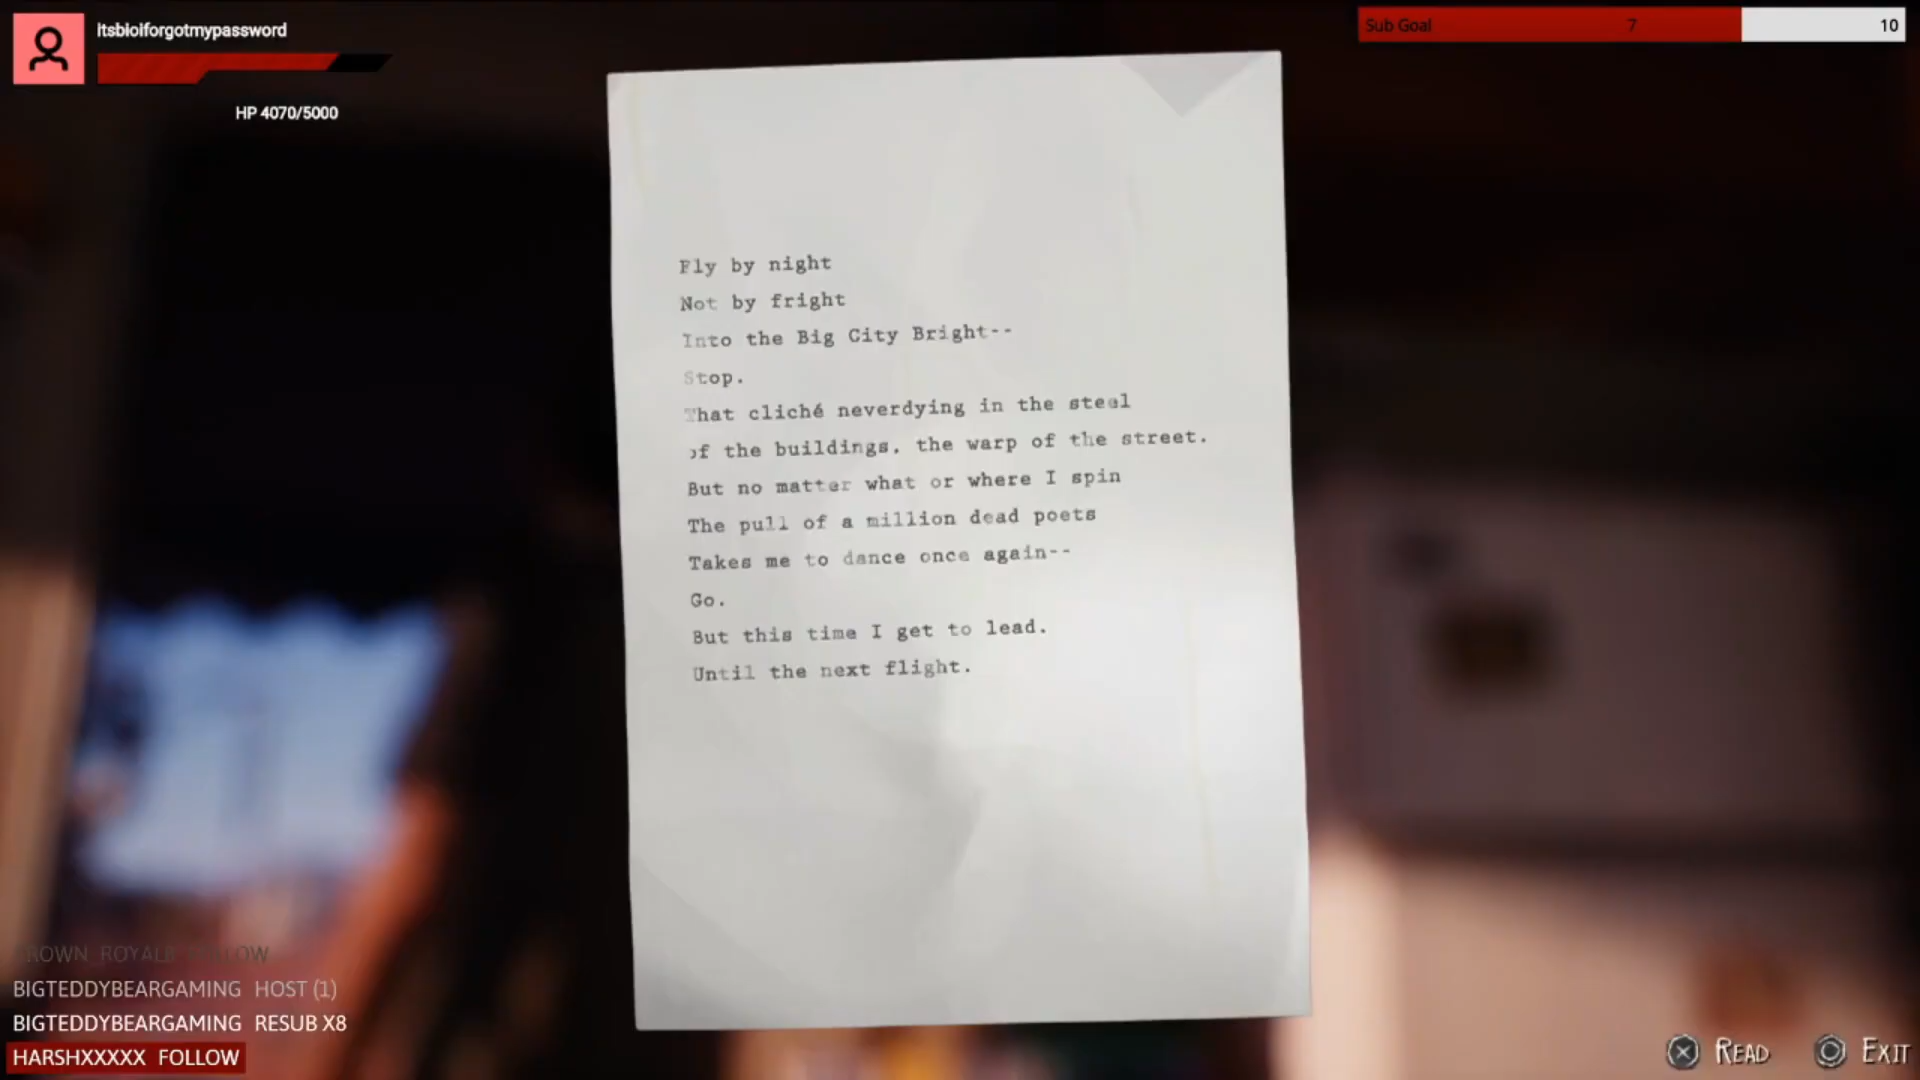 Itsbioiforgotmypassword
HP 4070/5000
Sub Goal 7 10
Fly by night
Not by fright
Into the Big City Bright--
Stop.
That cliché neverdying in the steel
of the buildings, the warp of the street.
But no matter what or where I spin
The pull of a million dead poets
Takes me to dance once again--
Go.
But this time I get to lead.
Until the next flight.
FOLLOW
BIGTEDDYBEARGAMING HOST (1)
BIGTEDDYBEARGAMING RESUB X8
HARSHXXXXX FOLLOW
READ EXIT